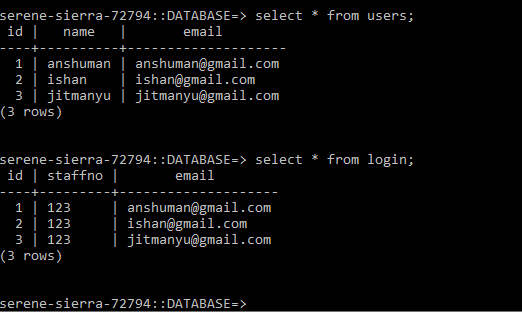 serene-sierra-72794::DATABASE=> select * from users;
 id |   name   |       email
----+----------+--------------------
  1 | anshuman | anshuman@gmail.com
  2 | ishan    | ishan@gmail.com
  3 | jitmanyu | jitmanyu@gmail.com
(3 rows)
serene-sierra-72794::DATABASE=> select * from login;
 id | staffno |       email
----+---------+--------------------
  1 | 123     | anshuman@gmail.com
  2 | 123     | ishan@gmail.com
  3 | 123     | jitmanyu@gmail.com
(3 rows)
serene-sierra-72794::DATABASE=>